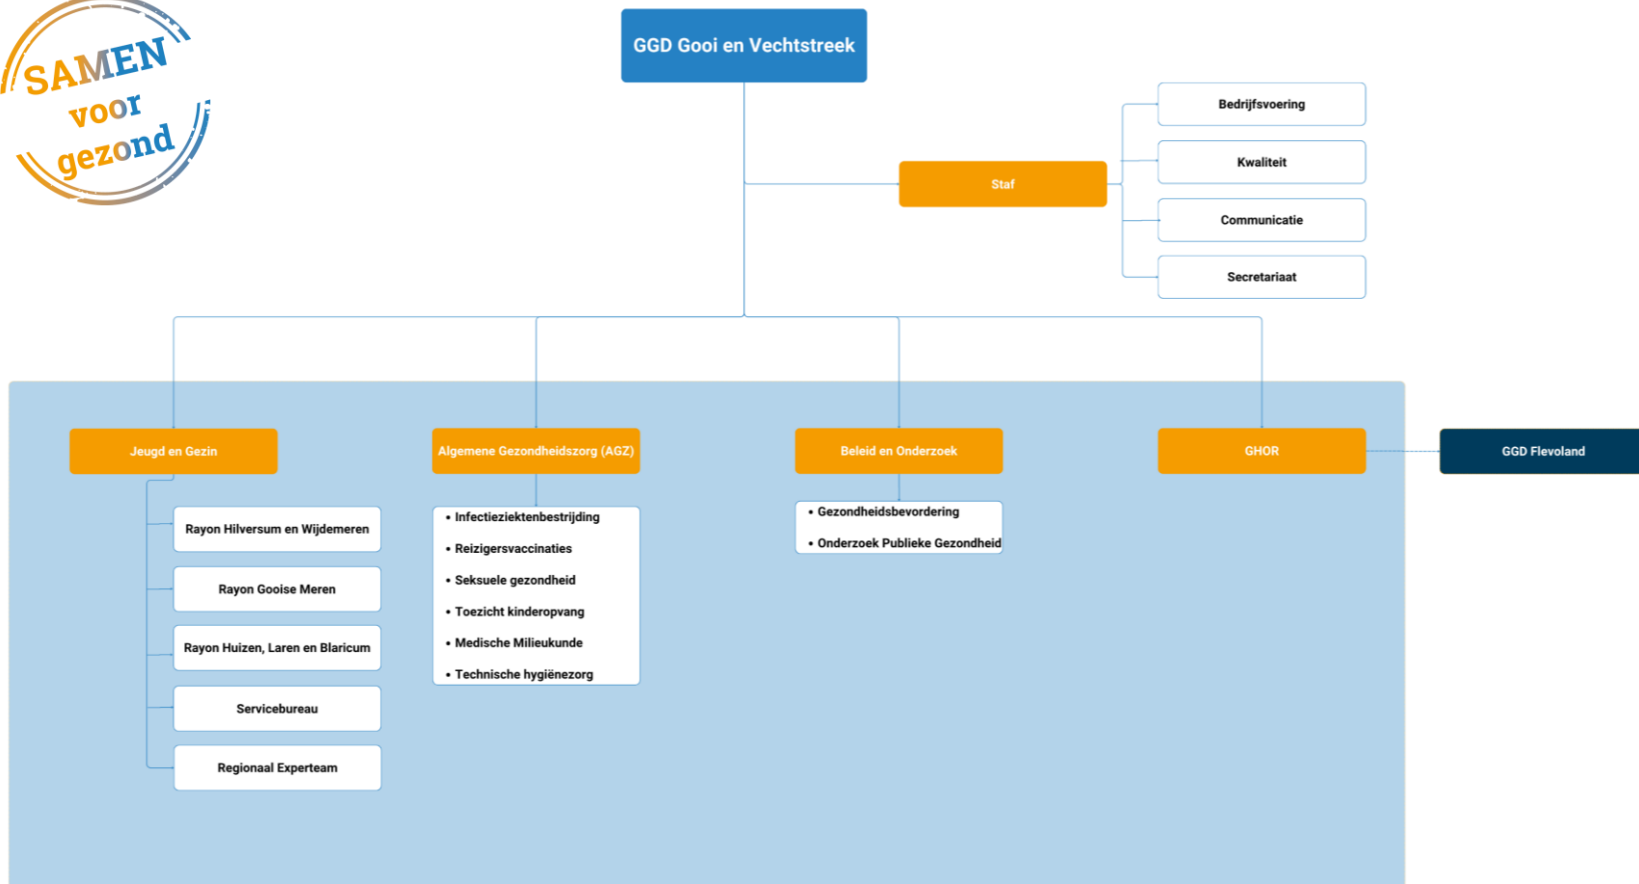 SAMEN
voor
gezond
GGD Gooi en Vechtstreek
Bedrijfsvoering
Kwaliteit
Staf
Communicatie
Secretariaat
Jeugd en Gezin
Algemene Gezondheidszorg (AGZ)
Beleid en Onderzoek
GHOR
GGD Flevoland
Rayon Hilversum en Wijdemeren
Rayon Gooise Meren
Rayon Huizen, Laren en Blaricum
Servicebureau
Regionaal Experteam
• Infectieziektenbestrijding
• Reizigersvaccinaties
• Seksuele gezondheid
• Toezicht kinderopvang
• Medische Milieukunde
• Technische hygiënezorg
• Gezondheidsbevordering
• Onderzoek Publieke Gezondheid